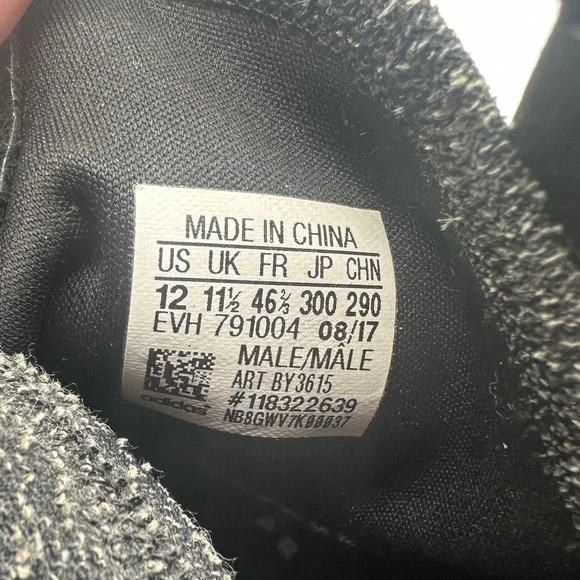 MADE IN CHINA
US UK FR JP CHN
12 11½ 46⅔ 300 290
EVH 791004 08/17
MALE/MÂLE
ART BY3615
#118322639
adidas
NB8GWV7K00037